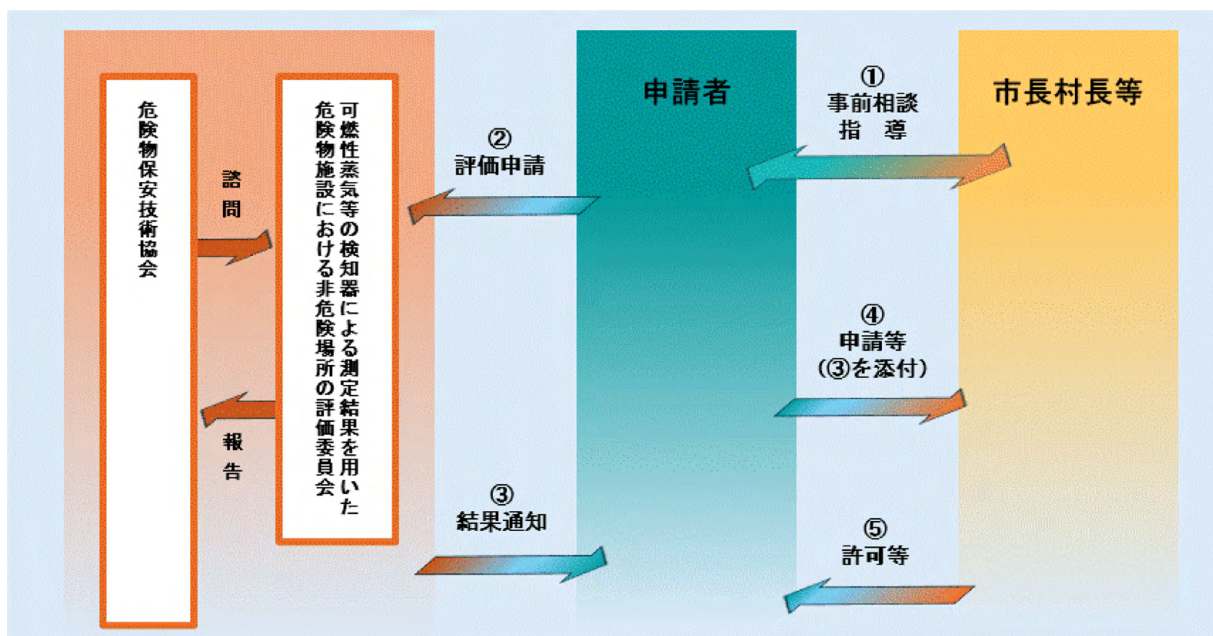 危険物保安技術協会
諮問
報告
可燃性蒸気等の検知器による測定結果を用いた
危険物施設における非危険場所の評価委員会
②
評価申請
③
結果通知
申請者
①
事前相談
指 導
④
申請等
(③を添付)
⑤
許可等
市長村長等